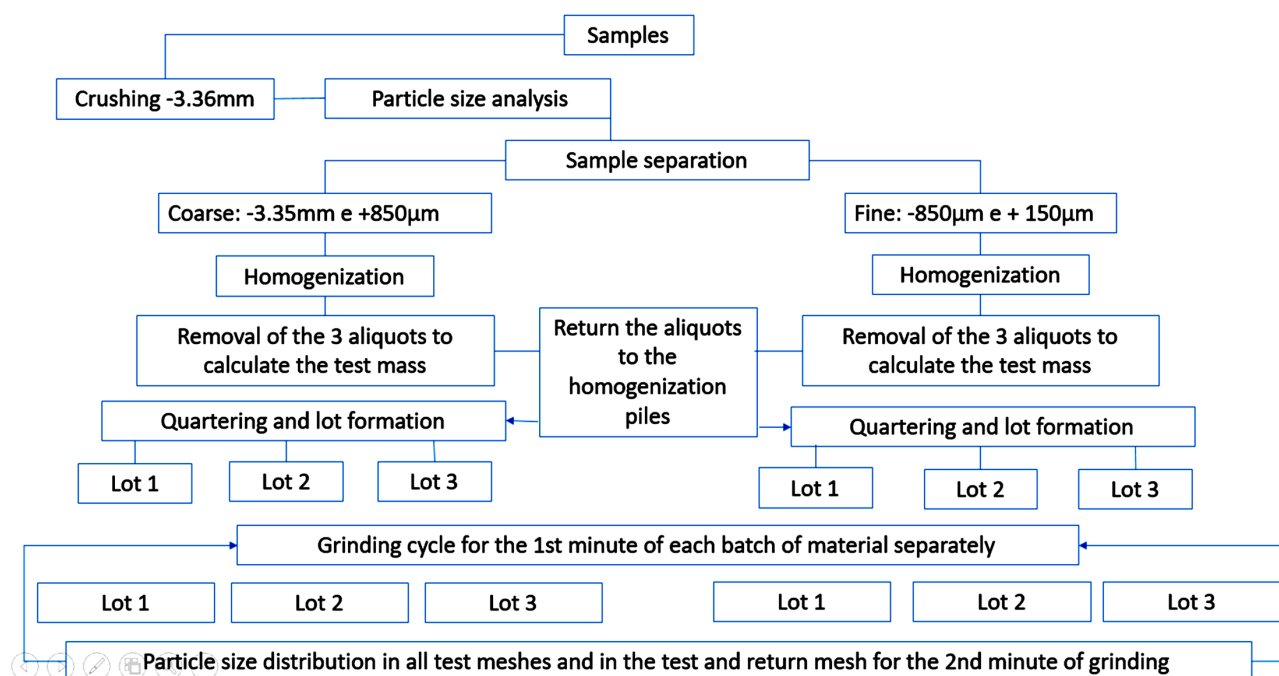 Samples
Crushing -3.36mm
Particle size analysis
Sample separation
Coarse: -3.35mm e +850µm
Fine: -850µm e + 150µm
Homogenization
Homogenization
Removal of the 3 aliquots to
calculate the test mass
Return the aliquots
to the
homogenization
piles
Removal of the 3 aliquots to
calculate the test mass
Quartering and lot formation
Quartering and lot formation
Lot 1
Lot 2
Lot 3
Lot 1
Lot 2
Lot 3
Grinding cycle for the 1st minute of each batch of material separately
Lot 1
Lot 2
Lot 3
Lot 1
Lot 2
Lot 3
Particle size distribution in all test meshes and in the test and return mesh for the 2nd minute of grinding